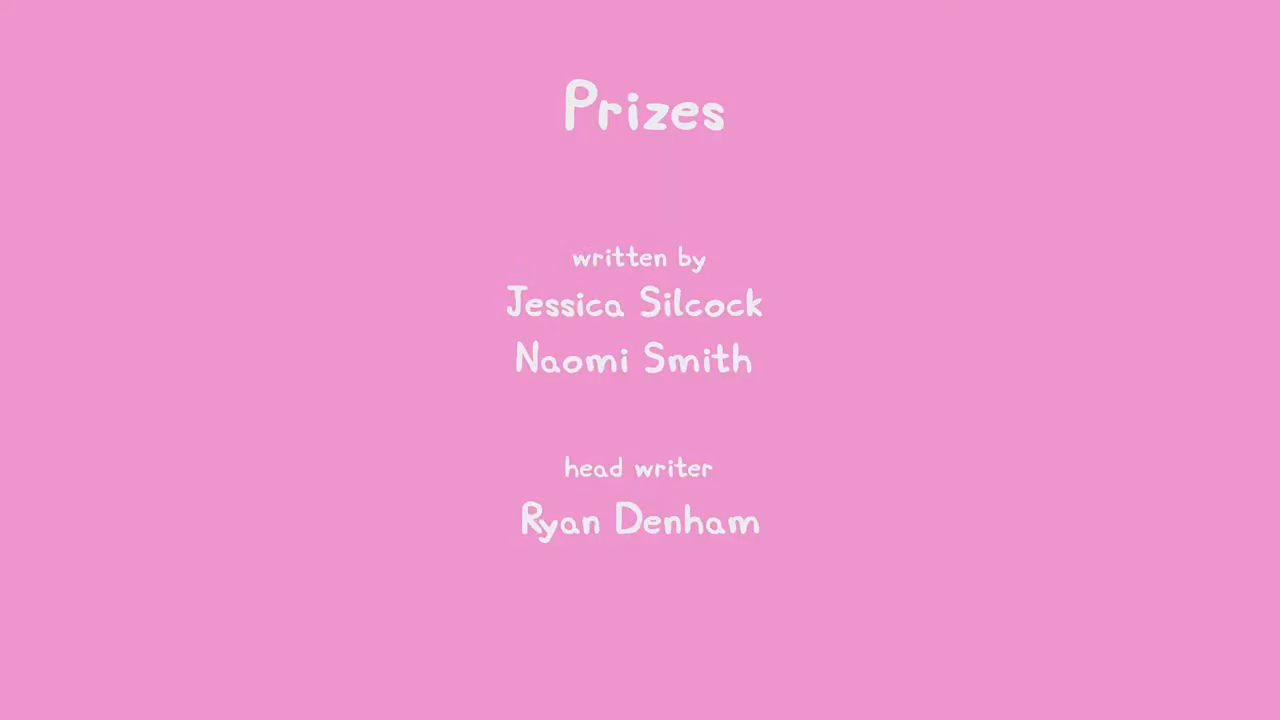 Prizes
written by
Jessica Silcock
Naomi Smith
head writer
Ryan Denham